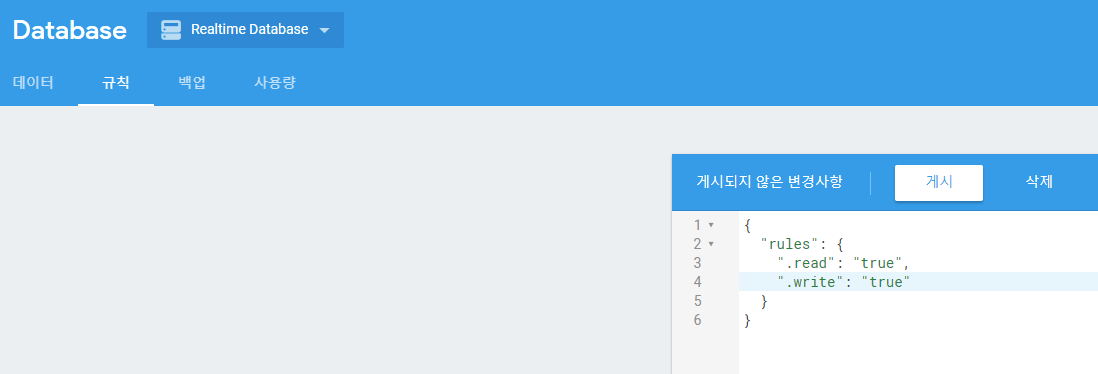 Database Realtime Database
데이터 규칙 백업 사용량
게시되지 않은 변경사항 게시 삭제
1 {
2 "rules": {
3 ".read": "true",
4 ".write": "true"
5 }
6 }